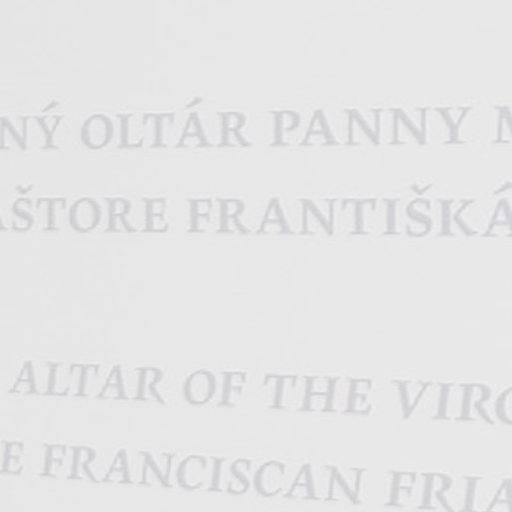 NÝ OLTÁR PANNY M
AŠTORE FRANTIŠKÁ
ALTAR OF THE VIRG
E FRANCISCAN FRIA